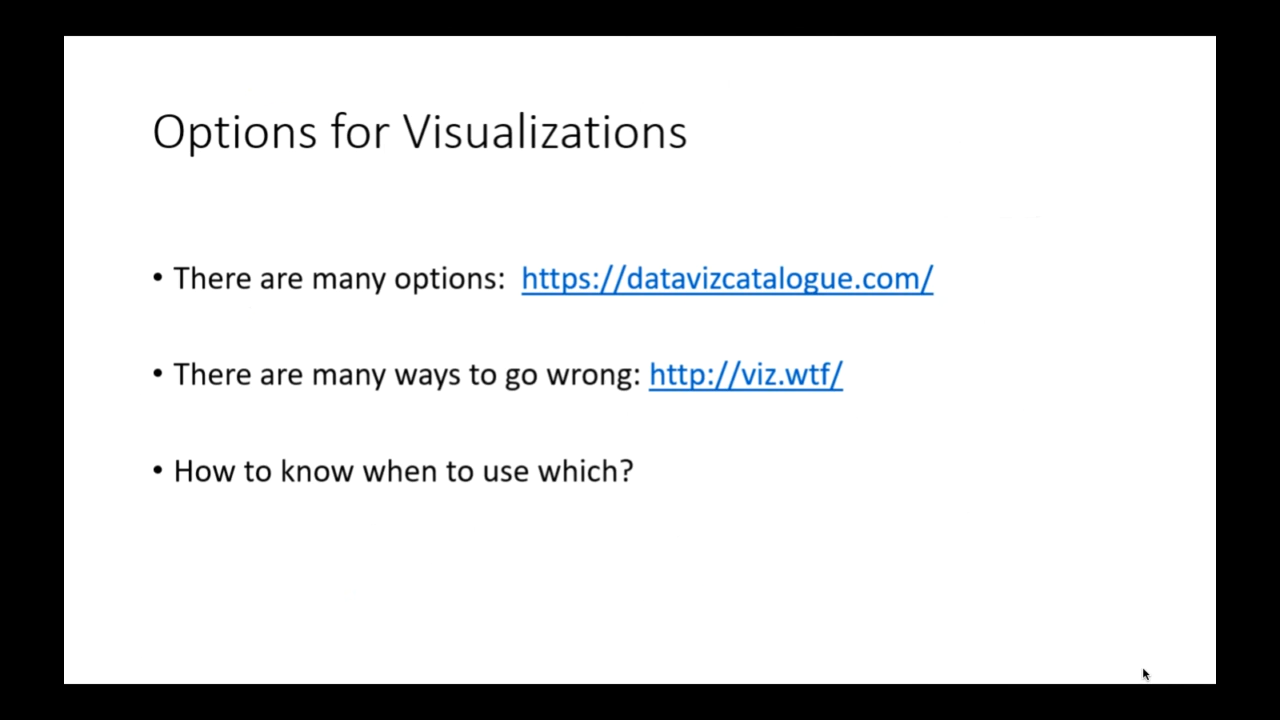 Options for Visualizations
• There are many options: https://datavizcatalogue.com/
• There are many ways to go wrong: http://viz.wtf/
• How to know when to use which?